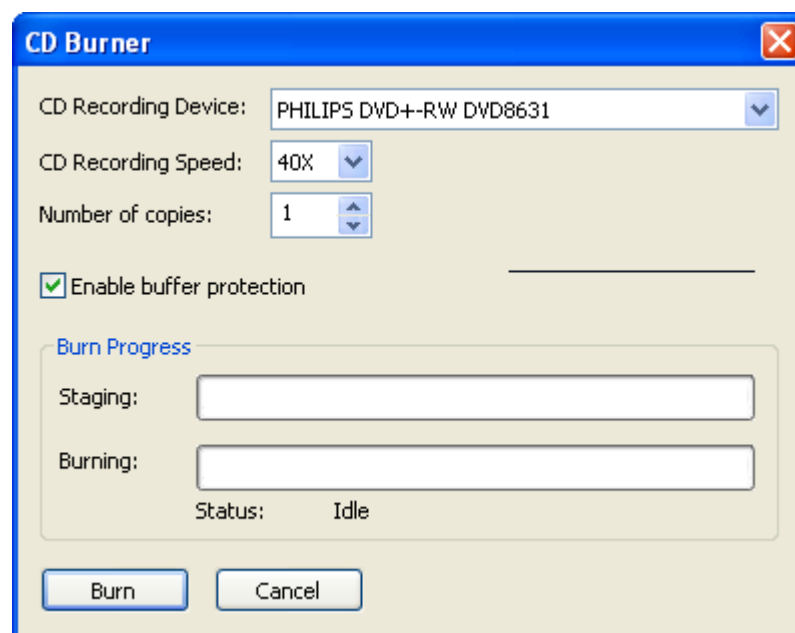 CD Burner
CD Recording Device: PHILIPS DVD+-RW DVD8631
CD Recording Speed: 40X
Number of copies: 1
Enable buffer protection
Burn Progress
Staging:
Burning:
Status: Idle
Burn Cancel